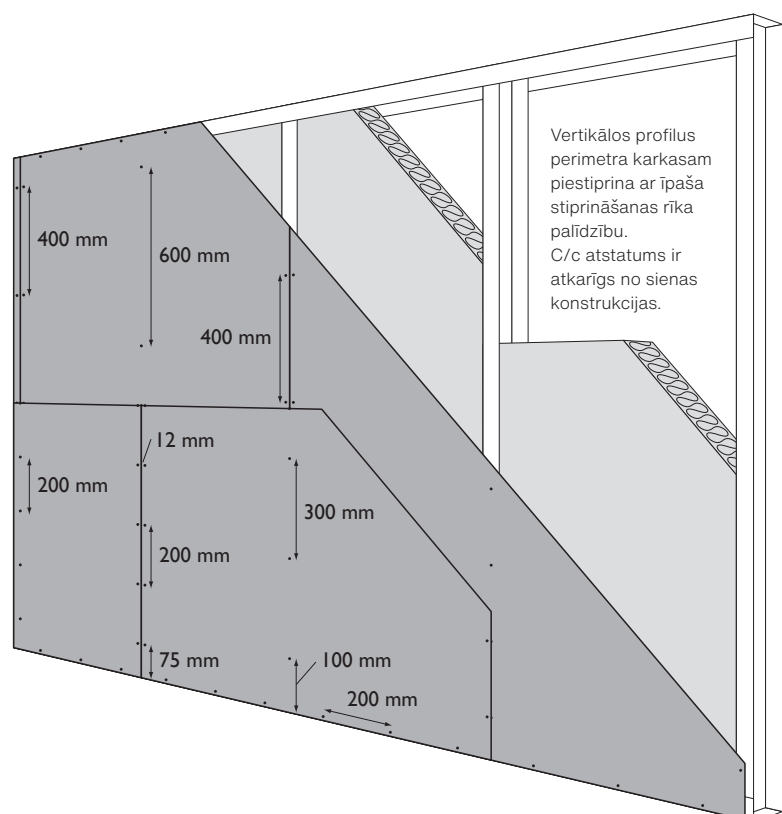 Vertikālos profilus
perimetra karkasam
piestiprina ar īpaša
stiprināšanas rīka
palīdzību.
C/c atstatums ir
atkarīgs no sienas
konstrukcijas.
400 mm
600 mm
400 mm
12 mm
200 mm
300 mm
200 mm
75 mm
100 mm
200 mm